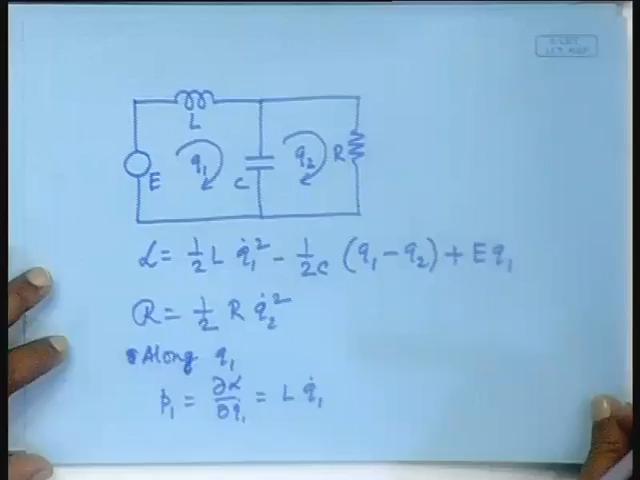 L
E
q₁
C
q₂
R
ℒ = 1/2 L q̇₁² - 1/2C (q₁ - q₂) + E q₁
ℛ = 1/2 R q̇₂²
Along q₁
p₁ = ∂ℒ/∂q̇₁ = L q̇₁